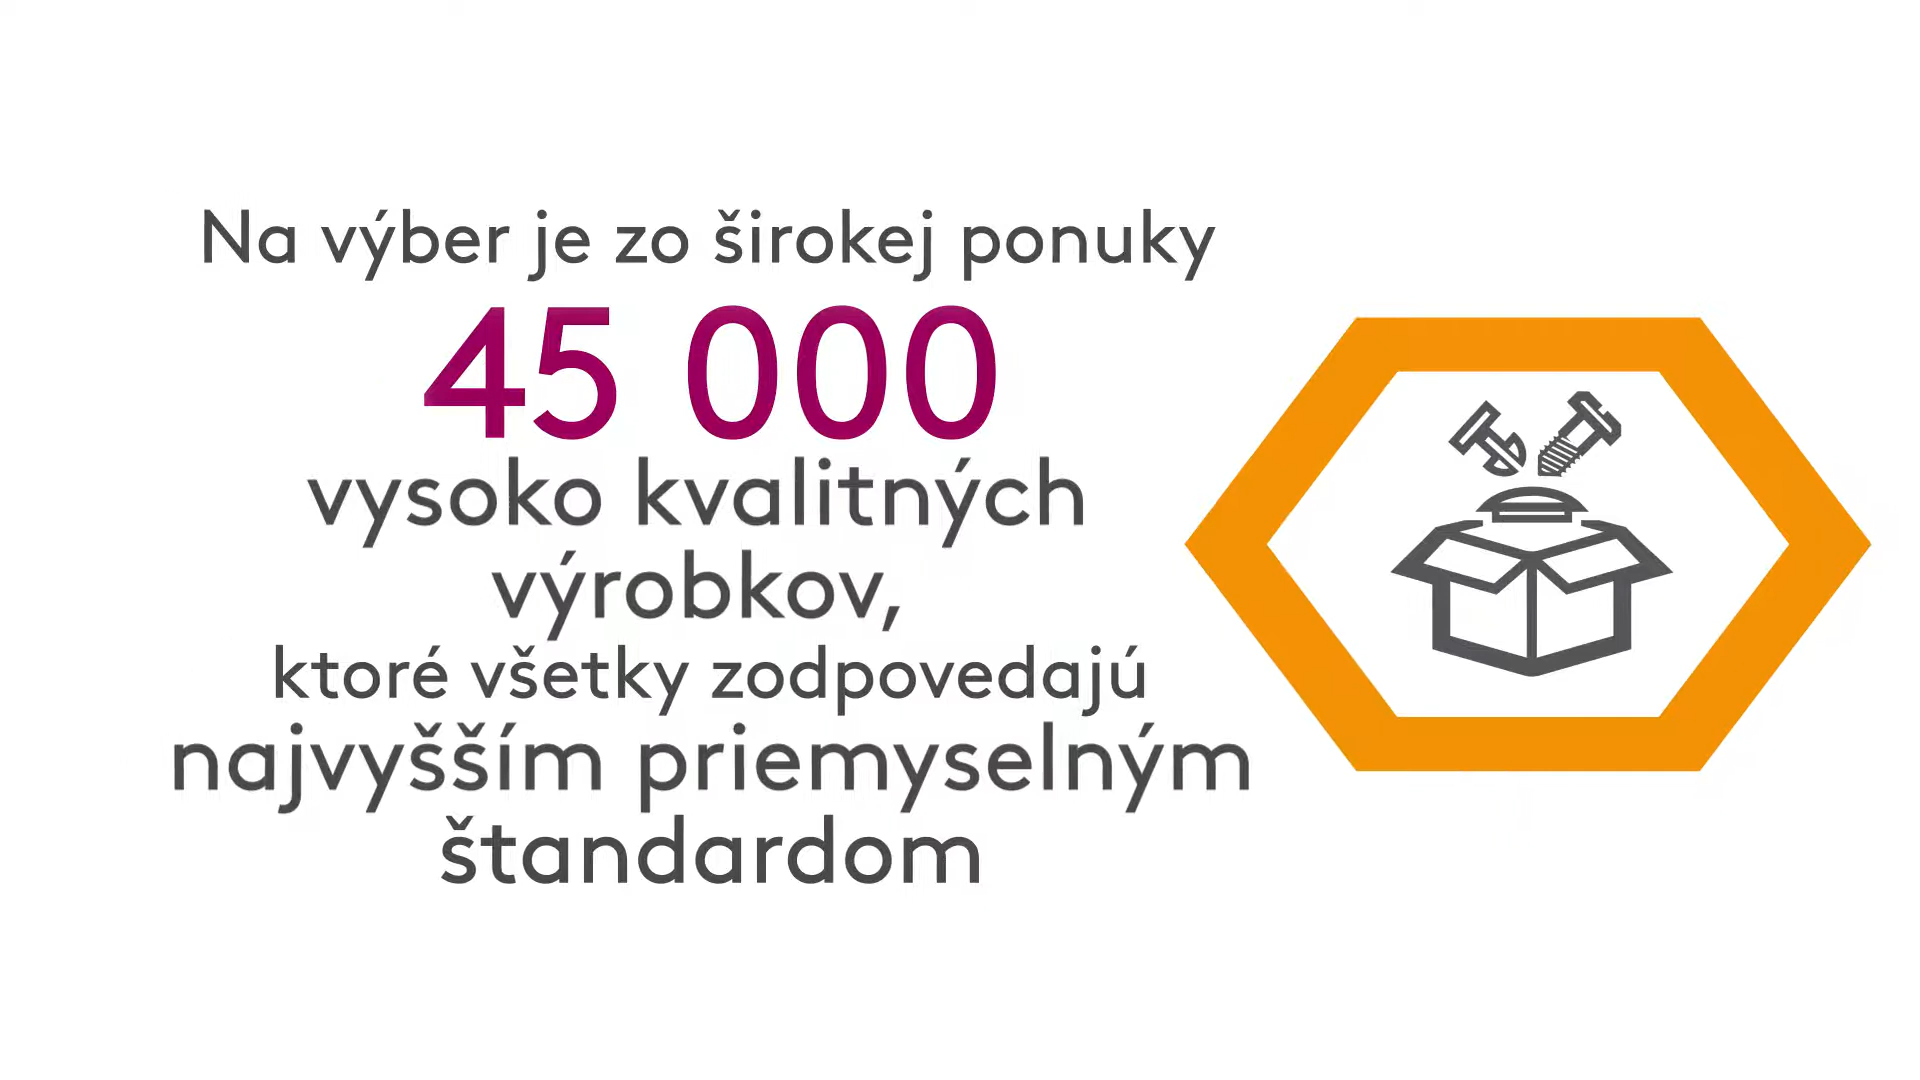 Na výber je zo širokej ponuky
45 000
vysoko kvalitných
výrobkov,
ktoré všetky zodpovedajú
najvyšším priemyselným
štandardom